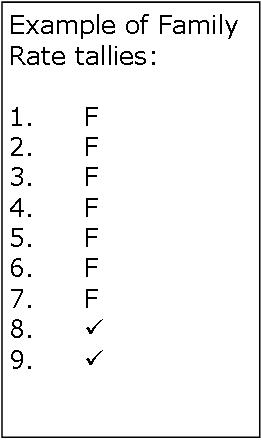 Example of Family
Rate tallies:
1. F
2. F
3. F
4. F
5. F
6. F
7. F
8. ✓
9. ✓